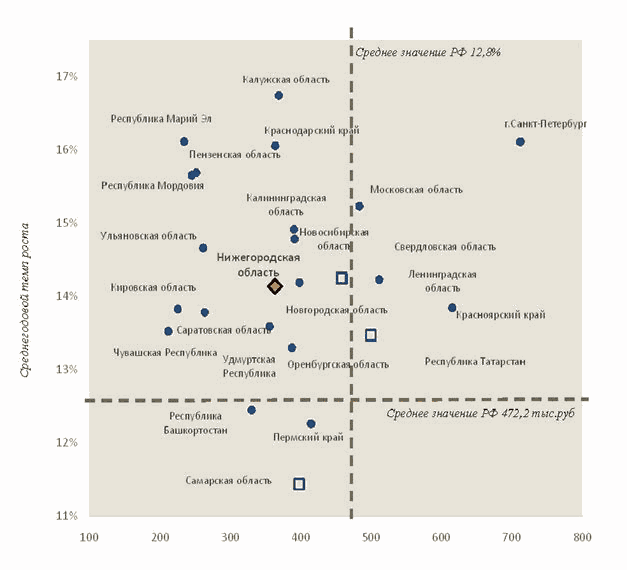 Среднее значение РФ 12,8%
17%
Калужская область
Республика Марий Эл
Краснодарский край
г.Санкт-Петербург
16%
Пензенская область
Республика Мордовия
Московская область
Калининградская
область
15%
Ульяновская область
Новосибирская
область
Свердловская область
Нижегородская
область
Ленинградская
область
Кировская область
14%
Новгородская область
Красноярский край
Саратовская область
Чувашская Республика
Удмуртская
Республика
Оренбургская область
Республика Татарстан
13%
Среднегодовой темп роста
Республика
Башкортостан
Среднее значение РФ 472,2 тыс.руб
Пермский край
12%
Самарская область
11%
100 200 300 400 500 600 700 800